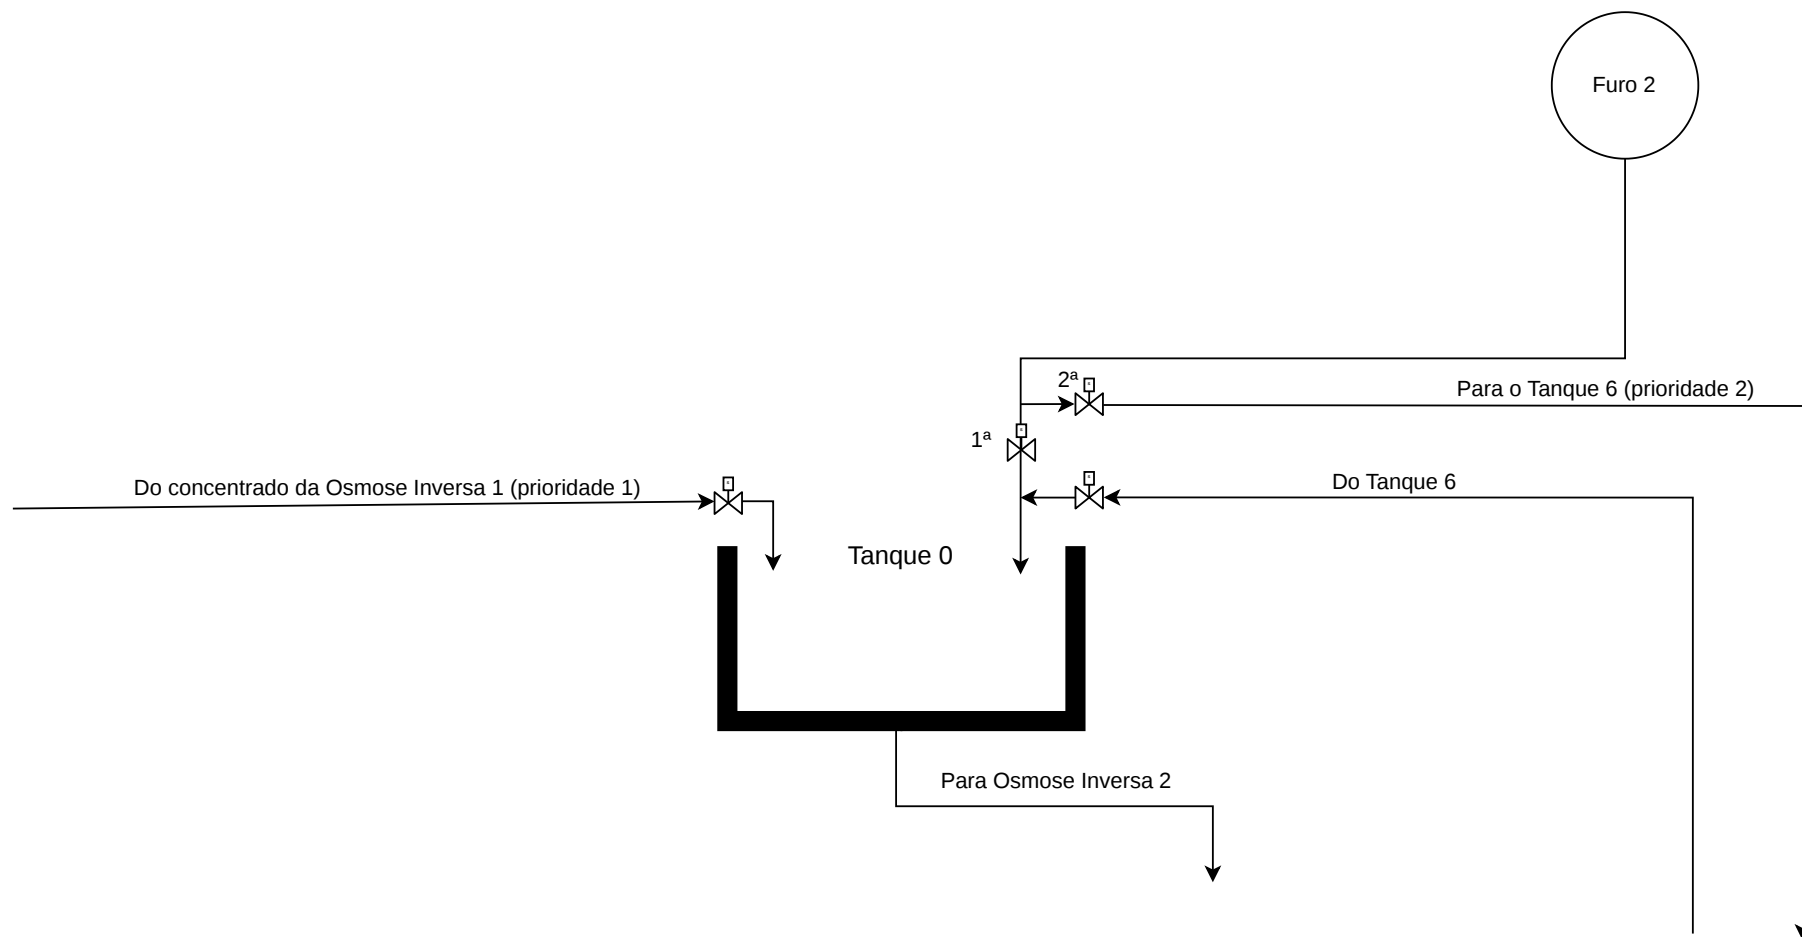 Furo 2
2ª
Para o Tanque 6 (prioridade 2)
1ª
Do Tanque 6
Do concentrado da Osmose Inversa 1 (prioridade 1)
Tanque 0
Para Osmose Inversa 2